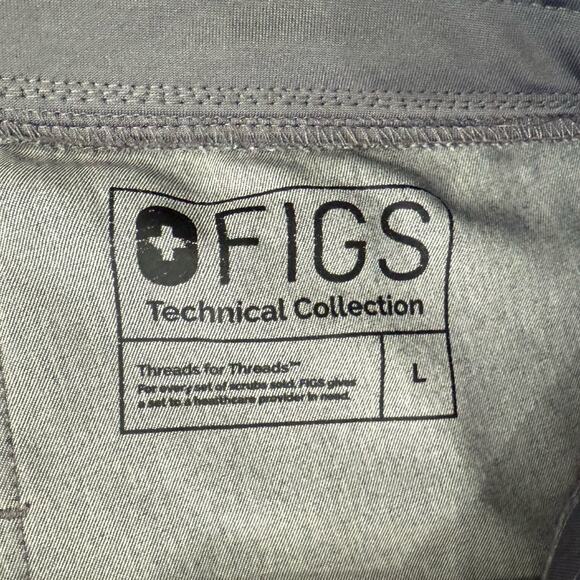 FIGS
Technical Collection
Threads for Threads™
For every set of scrubs sold, FIGS gives
a set to a healthcare provider in need.
L